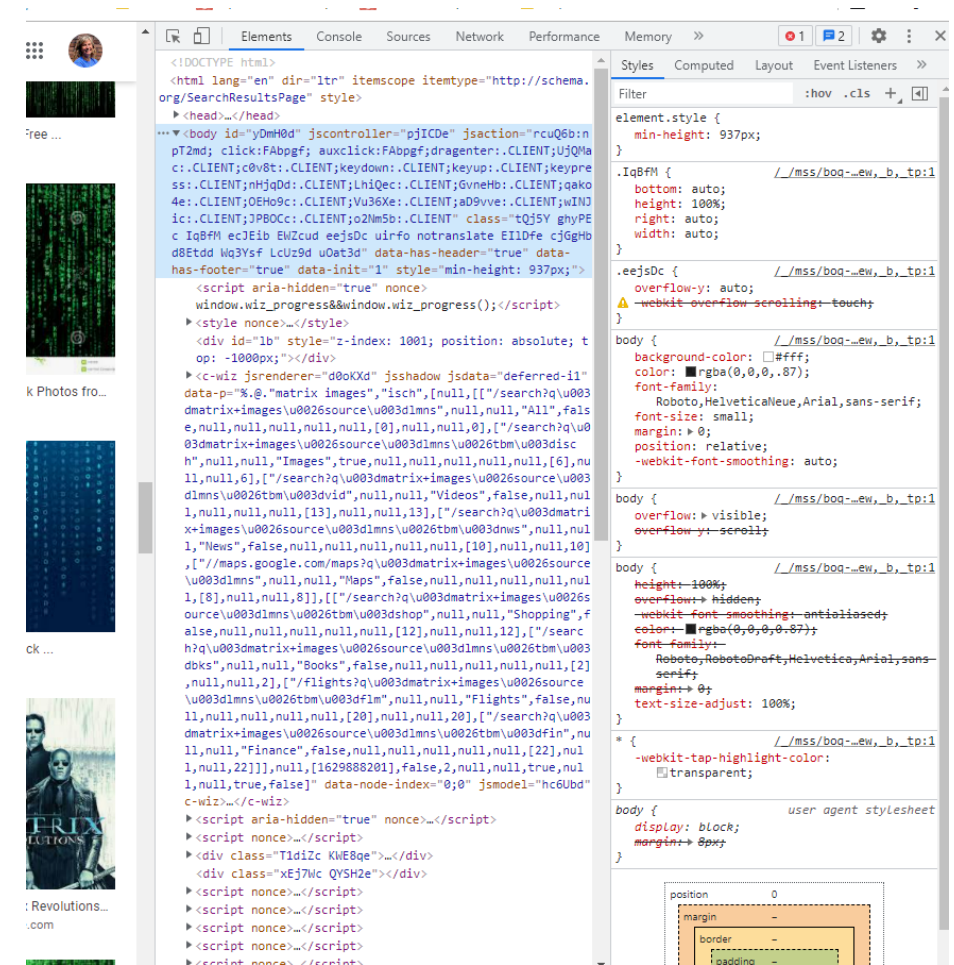 Elements Console Sources Network Performance Memory » 1 2
Free ...
k Photos fro...
ck ...
TRIX
LUTIONS
: Revolutions...
.com
<!DOCTYPE html>
<html lang="en" dir="ltr" itemscope itemtype="http://schema.
org/SearchResultsPage" style>
<head>…</head>
<body id="yDmH0d" jscontroller="pjICDe" jsaction="rcuQ6b:n
pT2md; click:FAbpgf; auxclick:FAbpgf;dragenter:.CLIENT;UjQMa
c:.CLIENT;c0v8t:.CLIENT;keydown:.CLIENT;keyup:.CLIENT;keypre
ss:.CLIENT;nHjqDd:.CLIENT;LhiQec:.CLIENT;GvneHb:.CLIENT;qako
4e:.CLIENT;OEHo9c:.CLIENT;Vu36Xe:.CLIENT;aD9vve:.CLIENT;wINJ
ic:.CLIENT;JPBOCc:.CLIENT;o2Nm5b:.CLIENT" class="tQj5Y ghyPE
c IqBfM ecJEib EWZcud eejsDc uirfo notranslate EIlDfe cjGgHb
d8Etdd Wq3Ysf LcUz9d uOat3d" data-has-header="true" data-
has-footer="true" data-init="1" style="min-height: 937px;">
<script aria-hidden="true" nonce>
window.wiz_progress&&window.wiz_progress();</script>
<style nonce>…</style>
<div id="lb" style="z-index: 1001; position: absolute; t
op: -1000px;"></div>
<c-wiz jsrenderer="d0oKXd" jsshadow jsdata="deferred-i1"
data-p="%.@."matrix images","isch",[null,[["/search?q\u003
dmatrix+images\u0026source\u003dlmns",null,null,"All",fals
e,null,null,null,null,null,[0],null,null,0],["/search?q\u0
03dmatrix+images\u0026source\u003dlmns\u0026tbm\u003disc
h",null,null,"Images",true,null,null,null,null,null,[6],nu
ll,null,6],["/search?q\u003dmatrix+images\u0026source\u003
dlmns\u0026tbm\u003dvid",null,null,"Videos",false,null,nul
l,null,null,null,[13],null,null,13],["/search?q\u003dmatri
x+images\u0026source\u003dlmns\u0026tbm\u003dnws",null,nul
l,"News",false,null,null,null,null,null,[10],null,null,10]
,["//maps.google.com/maps?q\u003dmatrix+images\u0026source
\u003dlmns",null,null,"Maps",false,null,null,null,null,nul
l,[8],null,null,8]],[["/search?q\u003dmatrix+images\u0026s
ource\u003dlmns\u0026tbm\u003dshop",null,null,"Shopping",f
alse,null,null,null,null,null,[12],null,null,12],["/searc
h?q\u003dmatrix+images\u0026source\u003dlmns\u0026tbm\u003
dbks",null,null,"Books",false,null,null,null,null,null,[2]
,null,null,2],["/flights?q\u003dmatrix+images\u0026source
\u003dlmns\u0026tbm\u003dflm",null,null,"Flights",false,nu
ll,null,null,null,null,[20],null,null,20],["/search?q\u003
dmatrix+images\u0026source\u003dlmns\u0026tbm\u003dfin",nu
ll,null,"Finance",false,null,null,null,null,null,[22],nul
l,null,22]]],null,[1629888201],false,2,null,null,true,nul
l,null,true,false]" data-node-index="0;0" jsmodel="hc6Ubd"
c-wiz>…</c-wiz>
<script aria-hidden="true" nonce>…</script>
<script nonce>…</script>
<div class="T1diZc KWE8qe">…</div>
<div class="xEj7Wc QYSH2e"></div>
<script nonce>…</script>
<script nonce>…</script>
<script nonce>…</script>
<script nonce>…</script>
<script nonce>…</script>
Styles Computed Layout Event Listeners »
Filter :hov .cls +
element.style {
min-height: 937px;
}
.IqBfM { /_/mss/boq-…ew,_b,_tp:1
bottom: auto;
height: 100%;
right: auto;
width: auto;
}
.eejsDc { /_/mss/boq-…ew,_b,_tp:1
overflow-y: auto;
-webkit-overflow-scrolling: touch;
}
body { /_/mss/boq-…ew,_b,_tp:1
background-color: #fff;
color: rgba(0,0,0,.87);
font-family:
Roboto,HelveticaNeue,Arial,sans-serif;
font-size: small;
margin: 0;
position: relative;
-webkit-font-smoothing: auto;
}
body { /_/mss/boq-…ew,_b,_tp:1
overflow: visible;
overflow-y: scroll;
}
body { /_/mss/boq-…ew,_b,_tp:1
height: 100%;
overflow: hidden;
-webkit-font-smoothing: antialiased;
color: rgba(0,0,0,0.87);
font-family:
Roboto,RobotoDraft,Helvetica,Arial,sans-
serif;
margin: 0;
text-size-adjust: 100%;
}
* { /_/mss/boq-…ew,_b,_tp:1
-webkit-tap-highlight-color:
transparent;
}
body { user agent stylesheet
display: block;
margin: 8px;
}
position 0
margin –
border –
padding –